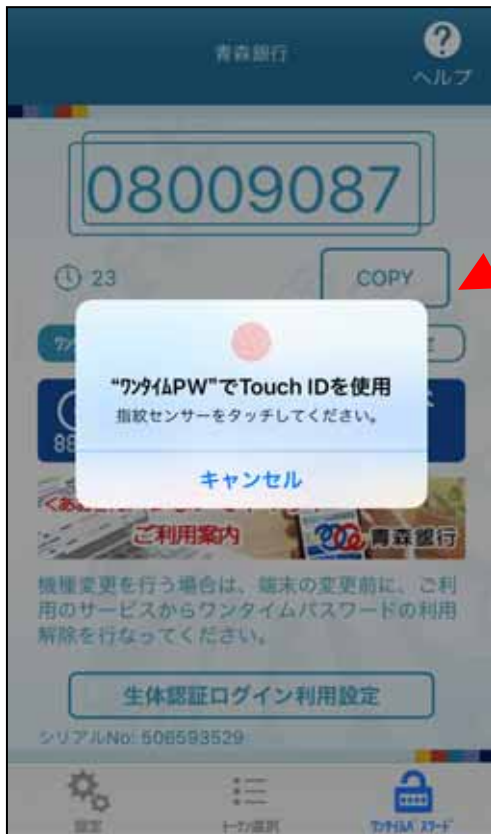 青森銀行
ヘルプ
08009087
23
COPY
“ﾜﾝﾀｲﾑPW”でTouch IDを使用
指紋センサーをタッチしてください。
キャンセル
88
ご利用案内
青森銀行
機種変更を行う場合は、端末の変更前に、ご利
用のサービスからワンタイムパスワードの利用
解除を行なってください。
生体認証ログイン利用設定
シリアルNo: 506593529
設定
ﾄｰｸﾝ選択
ﾜﾝﾀｲﾑﾊﾟｽﾜｰﾄﾞ